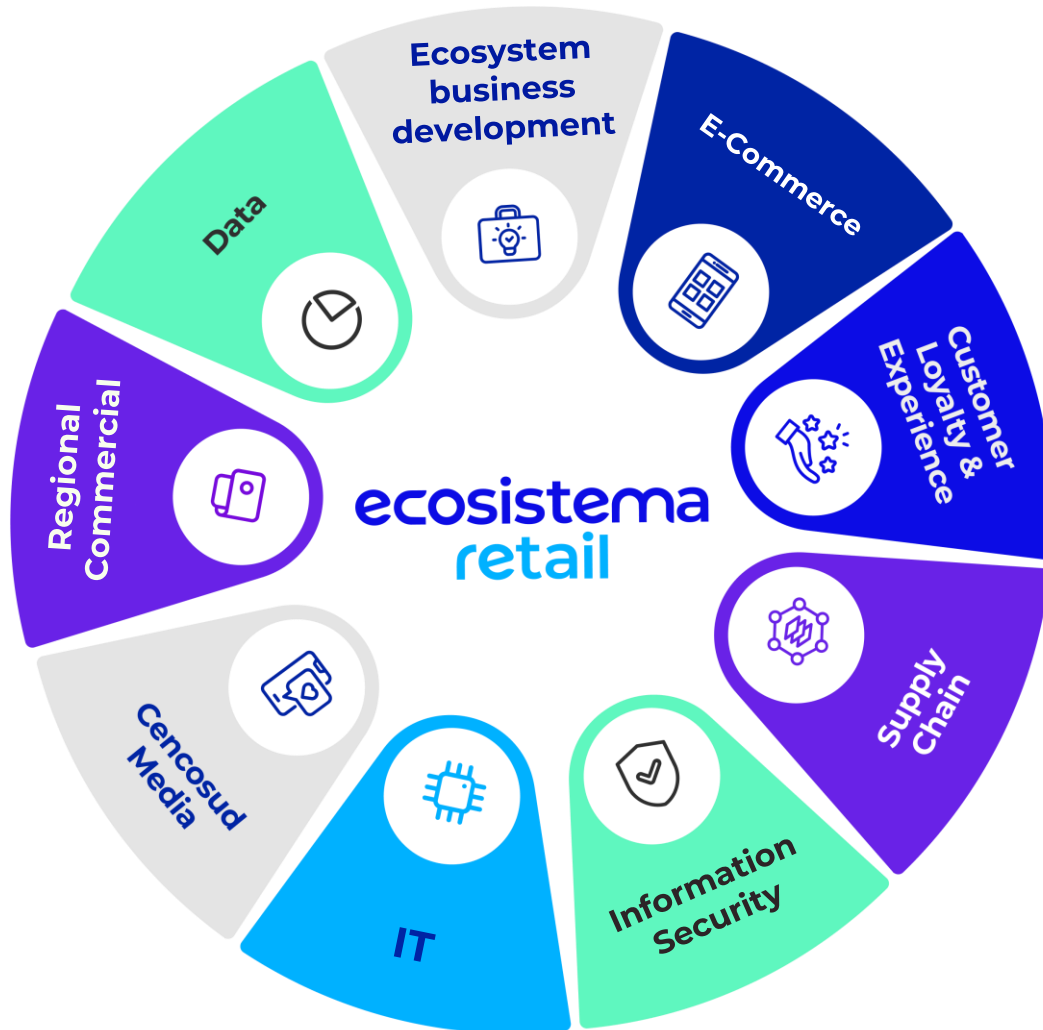 Ecosystem
business
development
E-Commerce
Customer
Loyalty &
Experience
Supply
Chain
Information
Security
IT
Cencosud
Media
Regional
Commercial
Data
ecosistema
retail